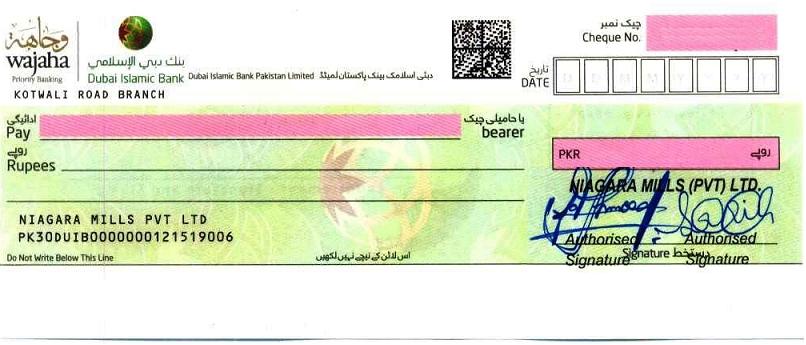 وجاهة
wajaha
Priority Banking
بنك دبي الإسلامي
Dubai Islamic Bank
Dubai Islamic Bank Pakistan Limited دبئی اسلامک بینک پاکستان لمیٹڈ
KOTWALI ROAD BRANCH
چیک نمبر
Cheque No.
تاریخ
DATE D D M M Y Y Y Y
ادائیگی
Pay
یا حاملِ چیک
bearer
روپے
Rupees
PKR روپے
NIAGARA MILLS (PVT) LTD.
NIAGARA MILLS PVT LTD
PK30DUIB0000000121519006
Authorised Signature
Authorised Signature
Signature دستخط
Do Not Write Below This Line
اس لائن کے نیچے نہیں لکھیں